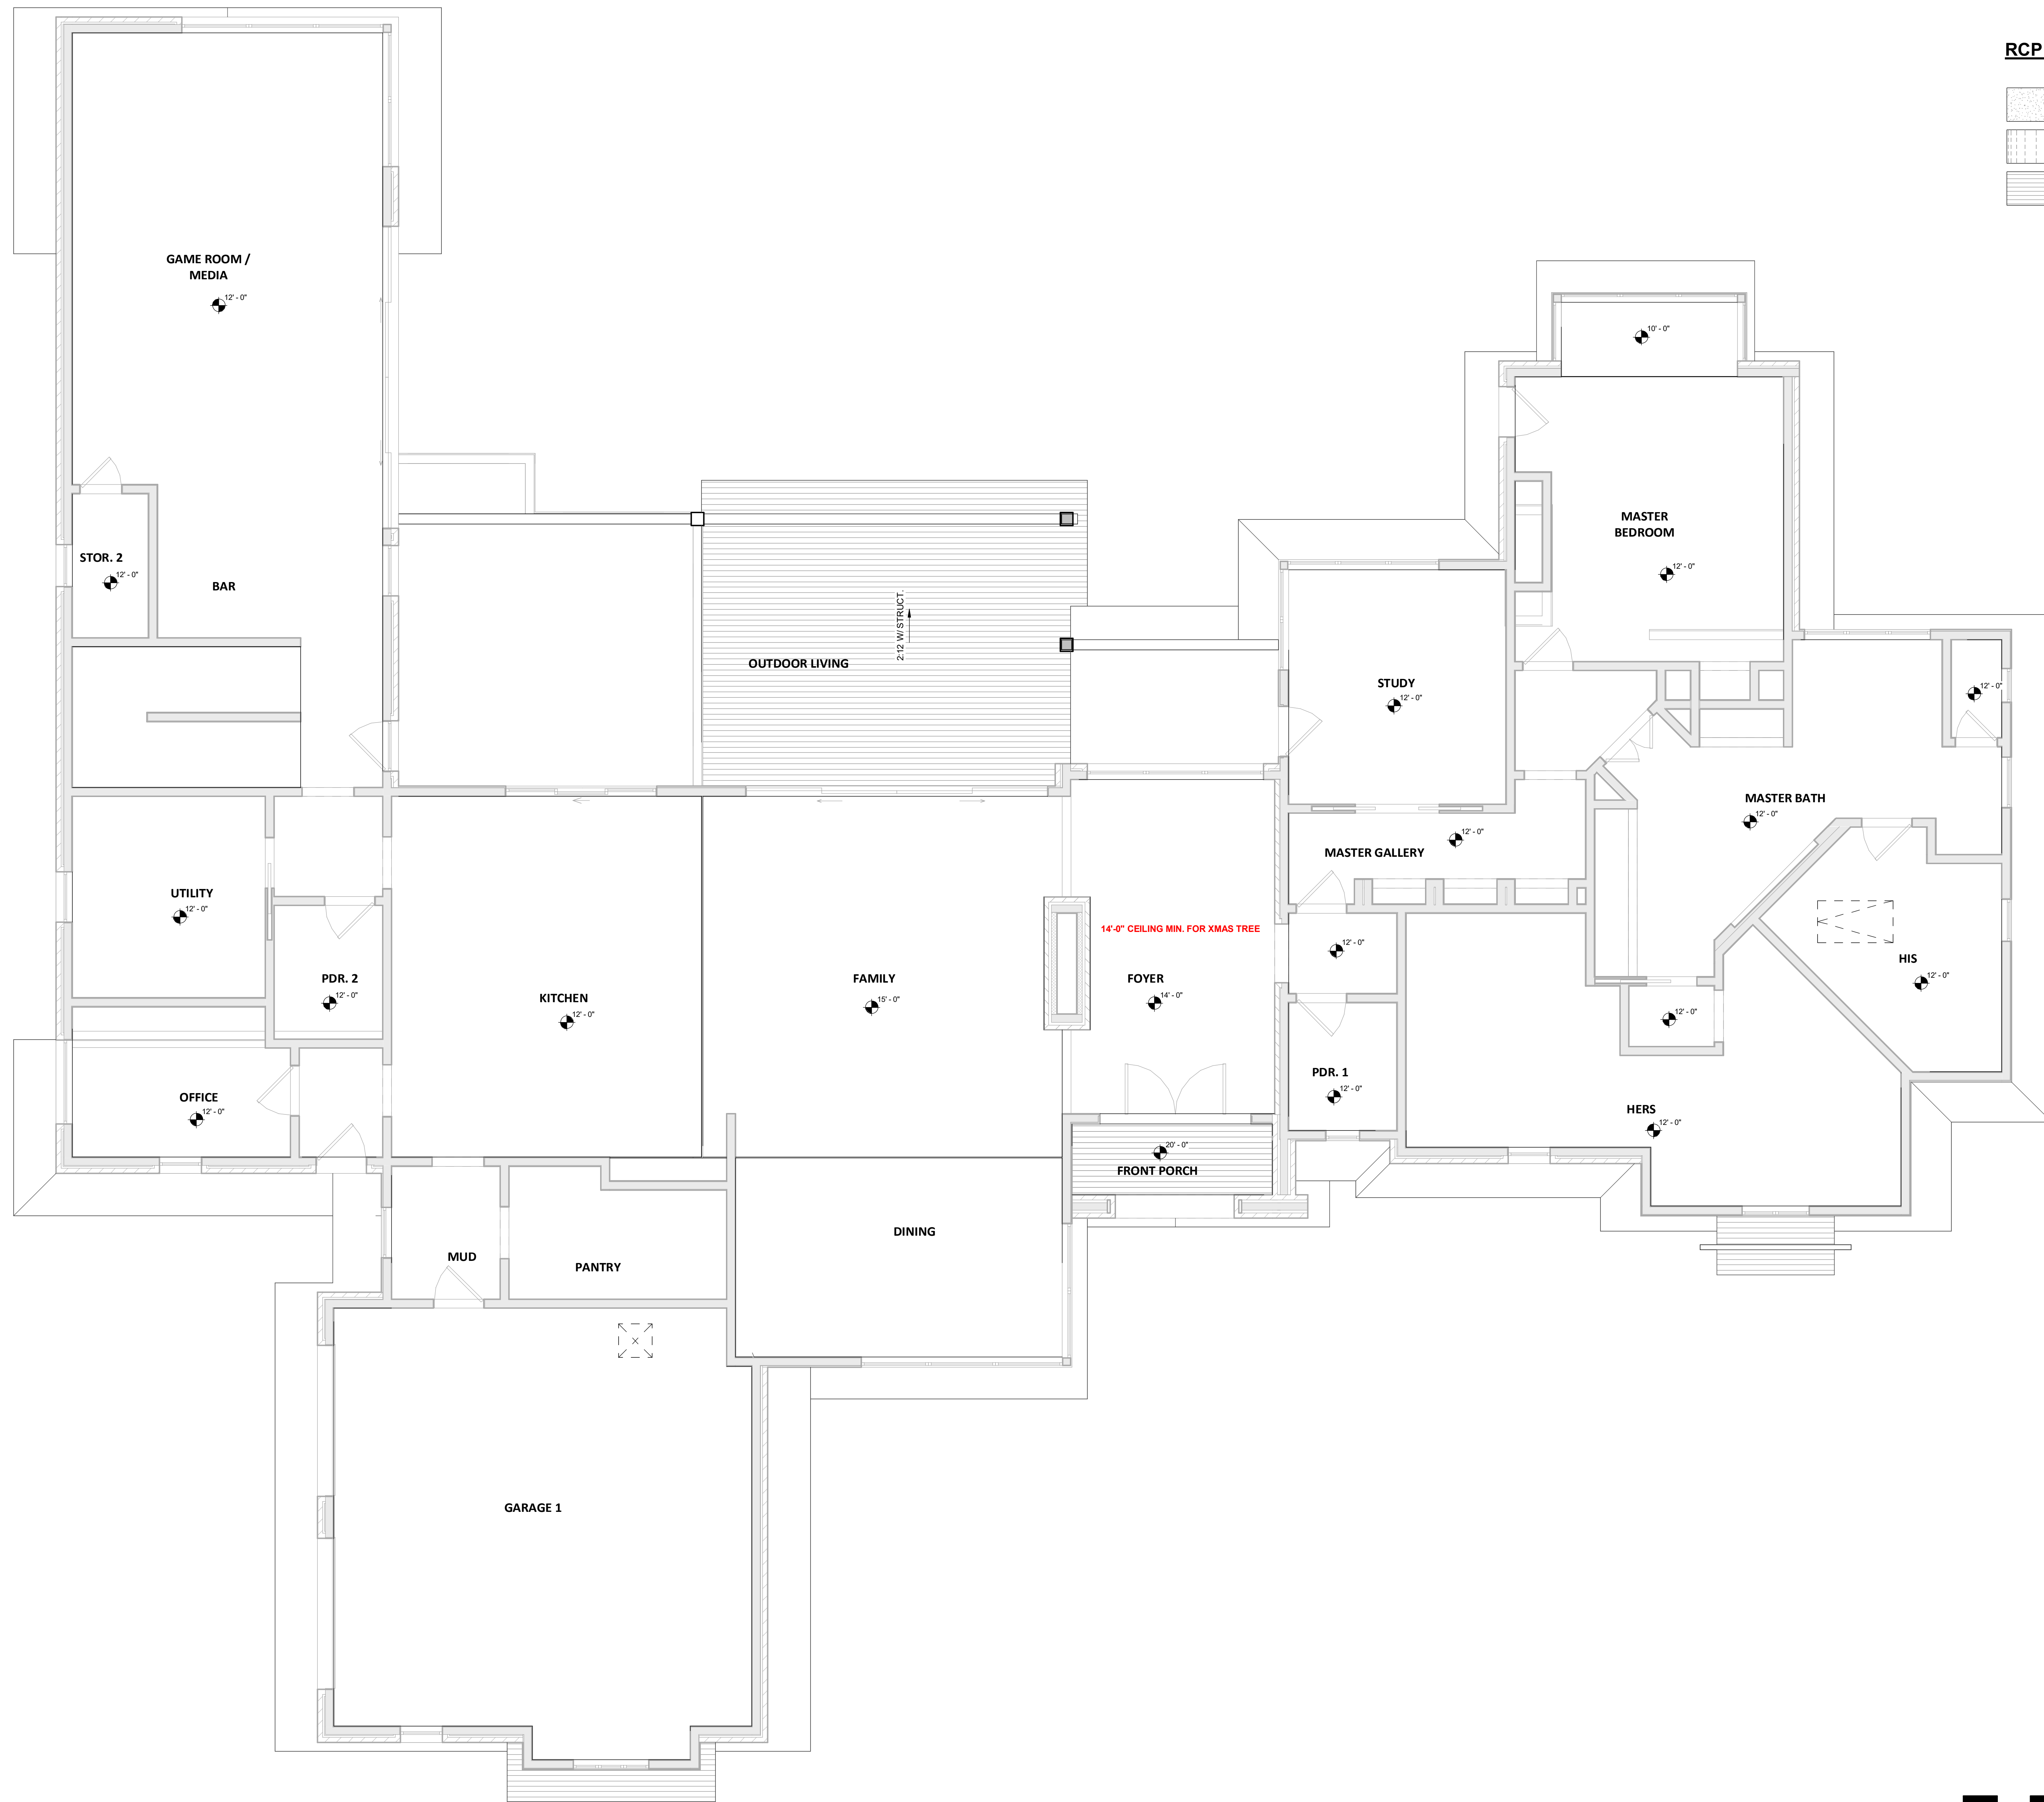 RCP
GAME ROOM /
MEDIA
12' - 0"
10' - 0"
MASTER
BEDROOM
12' - 0"
STOR. 2
12' - 0"
BAR
2:12 W/ STRUCT.
OUTDOOR LIVING
STUDY
12' - 0"
12' - 0"
MASTER BATH
12' - 0"
12' - 0"
MASTER GALLERY
UTILITY
12' - 0"
14'-0" CEILING MIN. FOR XMAS TREE
12' - 0"
HIS
12' - 0"
PDR. 2
12' - 0"
KITCHEN
12' - 0"
FAMILY
15' - 0"
FOYER
14' - 0"
12' - 0"
PDR. 1
12' - 0"
OFFICE
12' - 0"
HERS
12' - 0"
20' - 0"
FRONT PORCH
DINING
MUD
PANTRY
GARAGE 1